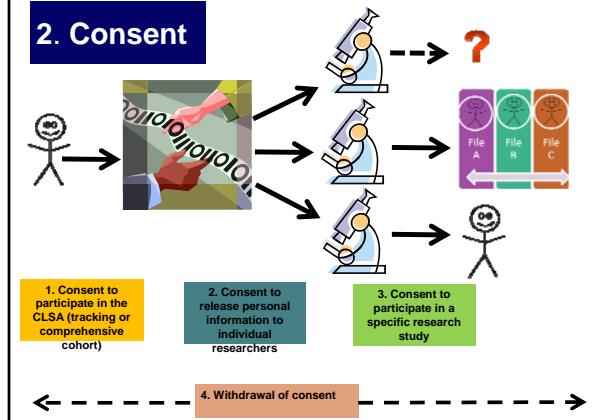 2. Consent
?
File
A
File
B
File
C
1. Consent to
participate in the
CLSA (tracking or
comprehensive
cohort)
2. Consent to
release personal
information to
individual
researchers
3. Consent to
participate in a
specific research
study
4. Withdrawal of consent